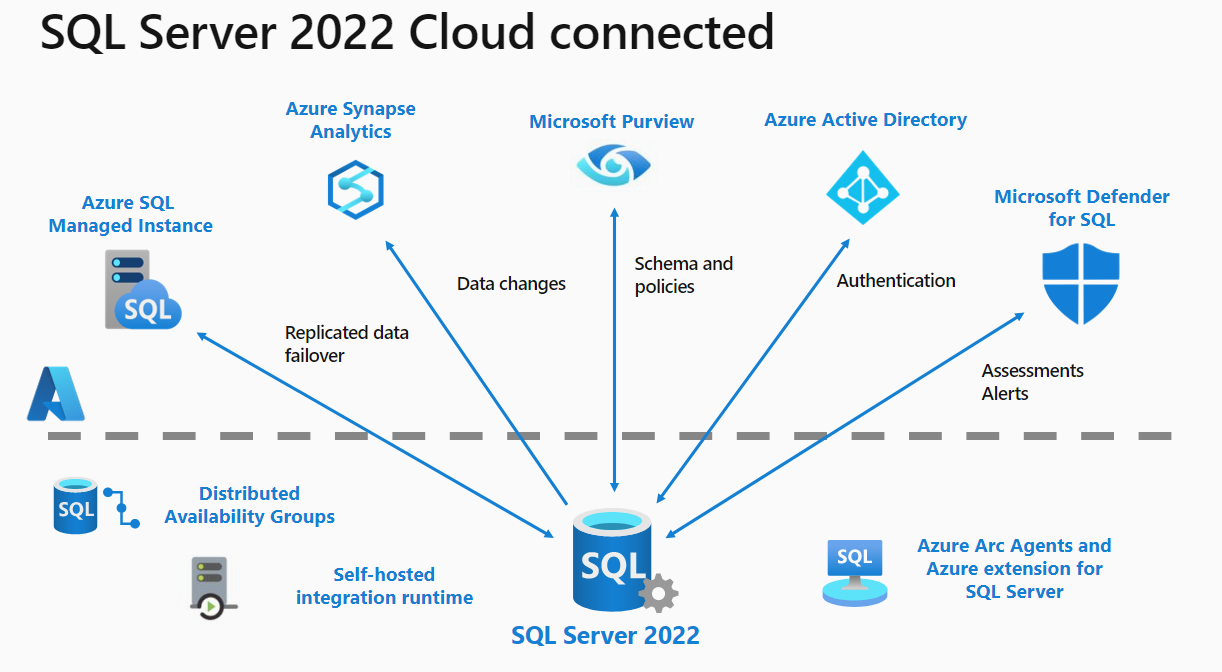 SQL Server 2022 Cloud connected
Azure Synapse
Analytics
Microsoft Purview
Azure Active Directory
Azure SQL
Managed Instance
Microsoft Defender
for SQL
SQL
Data changes
Schema and
policies
Authentication
Replicated data
failover
Assessments
Alerts
SQL
Distributed
Availability Groups
Self-hosted
integration runtime
SQL
SQL Server 2022
SQL
Azure Arc Agents and
Azure extension for
SQL Server